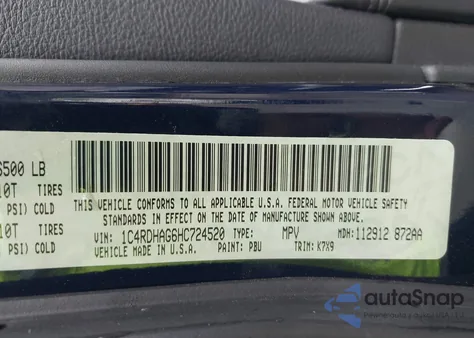 6500 LB
10T TIRES
PSI) COLD
10T TIRES
PSI) COLD
THIS VEHICLE CONFORMS TO ALL APPLICABLE U.S.A. FEDERAL MOTOR VEHICLE SAFETY
STANDARDS IN EFFECT ON THE DATE OF MANUFACTURE SHOWN ABOVE.
VIN: 1C4RDHAG6HC724520 TYPE: MPV MDH: 112912 872AA
VEHICLE MADE IN U.S.A. PAINT: PBU TRIM: K7X9
autoSnap